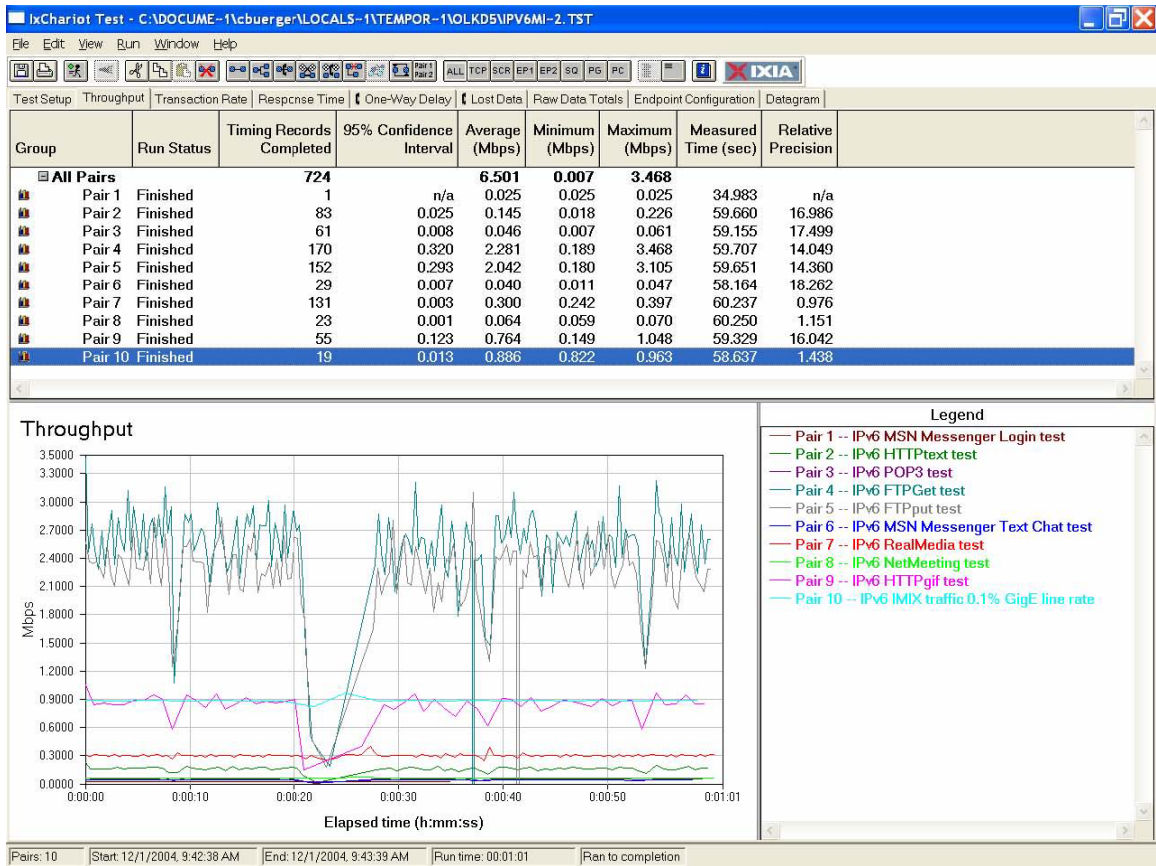 IxChariot Test - C:\DOCUME~1\cbuerger\LOCALS~1\TEMPOR~1\OLKD5\IPV6MI~2.TST
File Edit View Run Window Help
Pair 1 Pair 2 ALL TCP SCR EP1 EP2 SQ PG PC IXIA
Test Setup Throughput Transaction Rate Response Time One-Way Delay Lost Data Raw Data Totals Endpoint Configuration Datagram
Group Run Status Timing Records Completed 95% Confidence Interval Average (Mbps) Minimum (Mbps) Maximum (Mbps) Measured Time (sec) Relative Precision
All Pairs 724 6.501 0.007 3.468
Pair 1 Finished 1 n/a 0.025 0.025 0.025 34.983 n/a
Pair 2 Finished 83 0.025 0.145 0.018 0.226 59.660 16.986
Pair 3 Finished 61 0.008 0.046 0.007 0.061 59.155 17.499
Pair 4 Finished 170 0.320 2.281 0.189 3.468 59.707 14.049
Pair 5 Finished 152 0.293 2.042 0.180 3.105 59.651 14.360
Pair 6 Finished 29 0.007 0.040 0.011 0.047 58.164 18.262
Pair 7 Finished 131 0.003 0.300 0.242 0.397 60.237 0.976
Pair 8 Finished 23 0.001 0.064 0.059 0.070 60.250 1.151
Pair 9 Finished 55 0.123 0.764 0.149 1.048 59.329 16.042
Pair 10 Finished 19 0.013 0.886 0.822 0.963 58.637 1.438
Throughput
3.5000
3.3000
3.0000
2.7000
2.4000
2.1000
1.8000
1.5000
1.2000
0.9000
0.6000
0.3000
0.0000
Mbps
0:00:00 0:00:10 0:00:20 0:00:30 0:00:40 0:00:50 0:01:01
Elapsed time (h:mm:ss)
Legend
Pair 1 -- IPv6 MSN Messenger Login test
Pair 2 -- IPv6 HTTPtext test
Pair 3 -- IPv6 POP3 test
Pair 4 -- IPv6 FTPGet test
Pair 5 -- IPv6 FTPput test
Pair 6 -- IPv6 MSN Messenger Text Chat test
Pair 7 -- IPv6 RealMedia test
Pair 8 -- IPv6 NetMeeting test
Pair 9 -- IPv6 HTTPgif test
Pair 10 -- IPv6 IMIX traffic 0.1% GigE line rate
Pairs: 10 Start: 12/1/2004, 9:42:38 AM End: 12/1/2004, 9:43:39 AM Run time: 00:01:01 Ran to completion